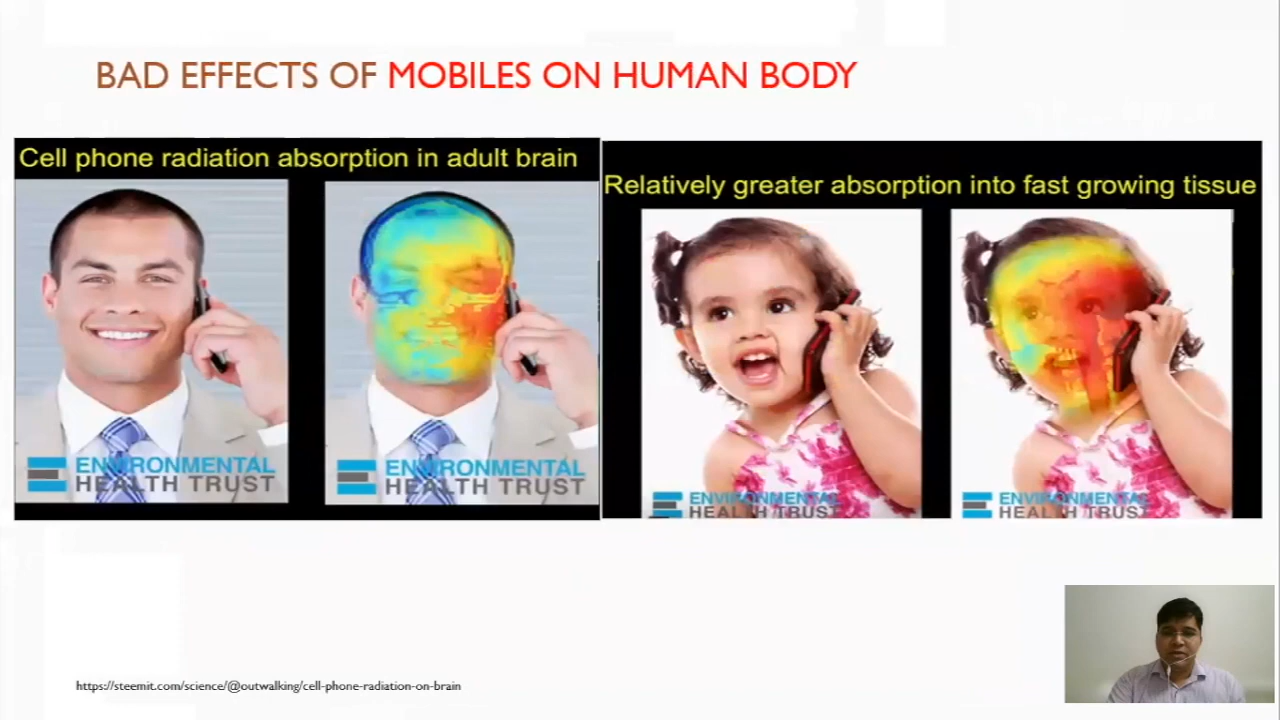 BAD EFFECTS OF MOBILES ON HUMAN BODY
Cell phone radiation absorption in adult brain
Relatively greater absorption into fast growing tissue
ENVIRONMENTAL
HEALTH TRUST
ENVIRONMENTAL
HEALTH TRUST
ENVIRONMENTAL
HEALTH TRUST
ENVIRONMENTAL
HEALTH TRUST
https://steemit.com/science/@outwalking/cell-phone-radiation-on-brain